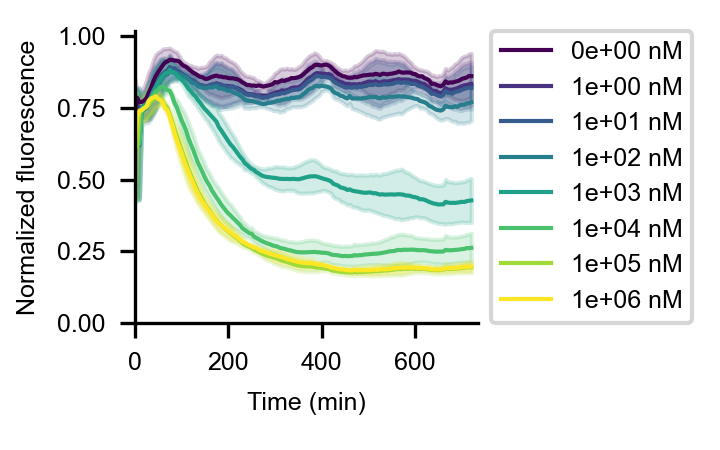 Normalized fluorescence
1.00
0.75
0.50
0.25
0.00
0 200 400 600
Time (min)
0e+00 nM
1e+00 nM
1e+01 nM
1e+02 nM
1e+03 nM
1e+04 nM
1e+05 nM
1e+06 nM